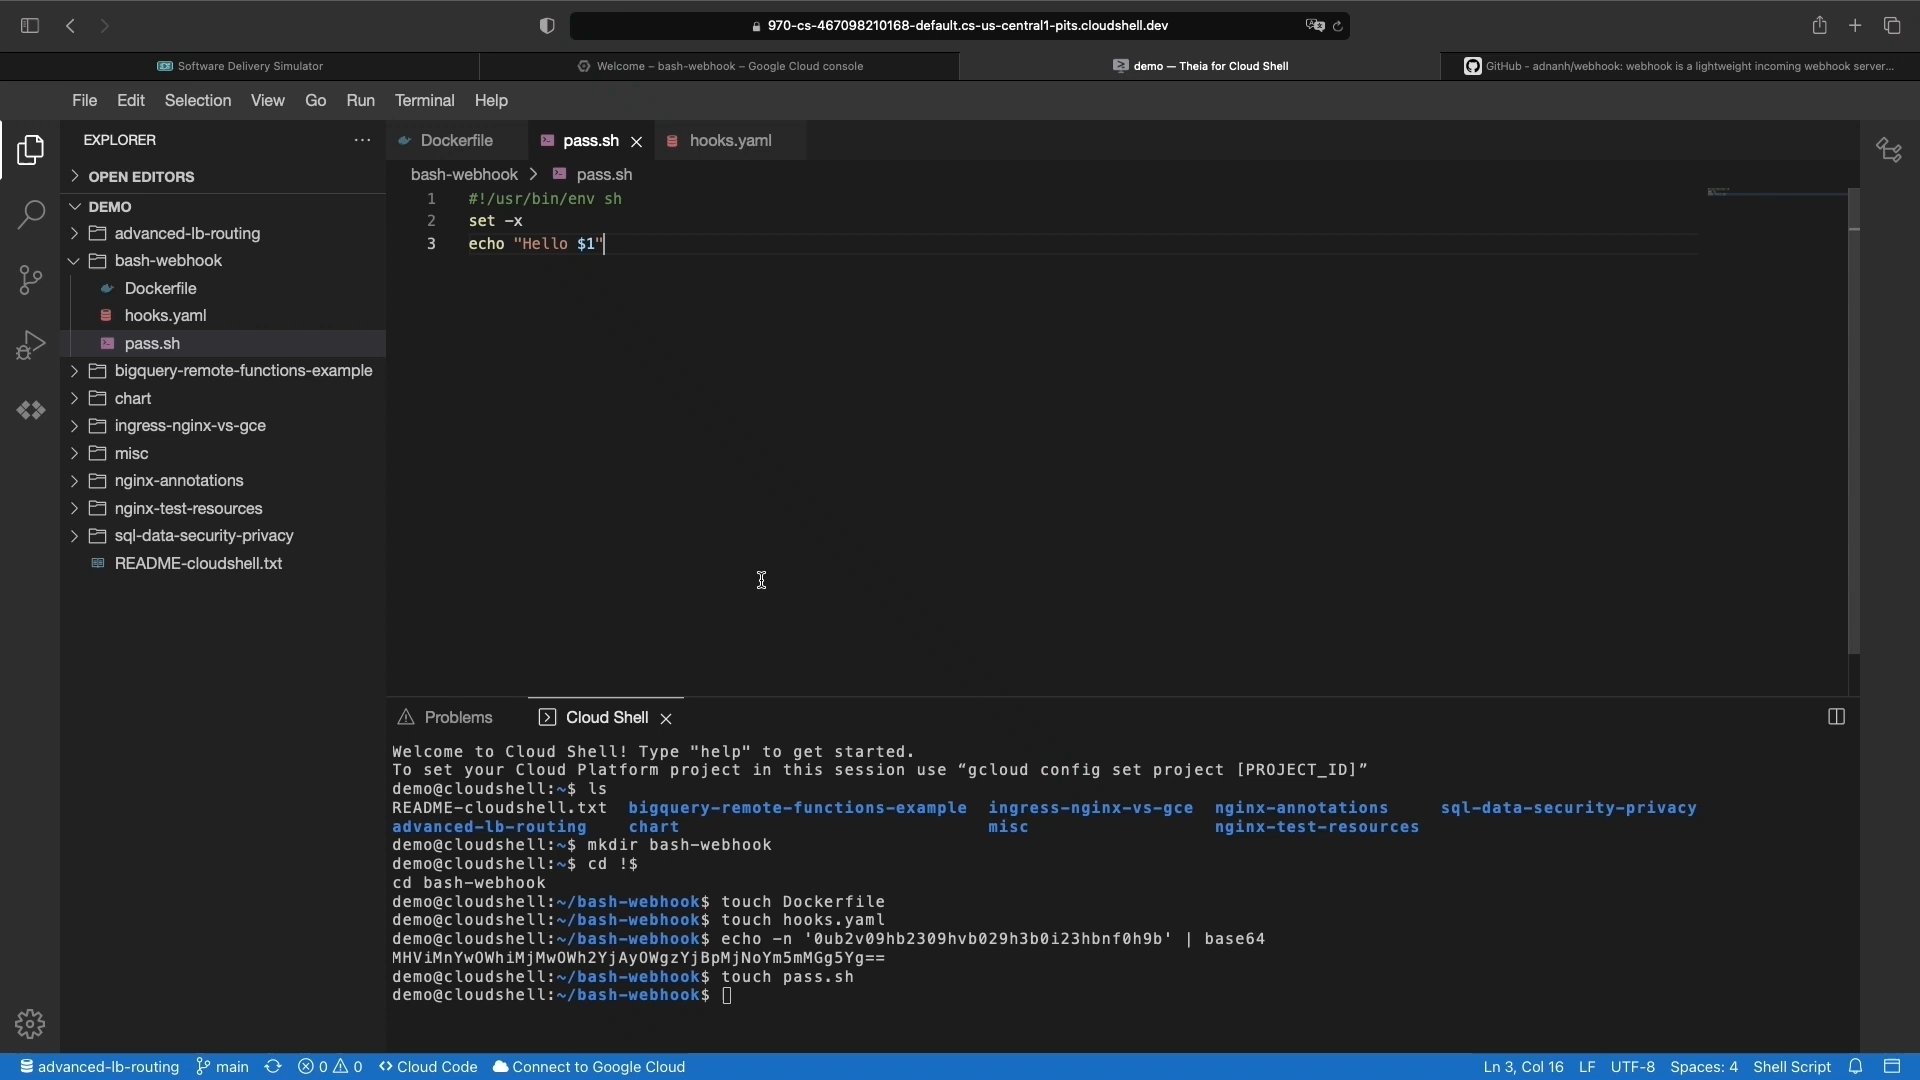 970-cs-467098210168-default.cs-us-central1-pits.cloudshell.dev
Software Delivery Simulator
Welcome – bash-webhook – Google Cloud console
demo — Theia for Cloud Shell
GitHub - adnanh/webhook: webhook is a lightweight incoming webhook server...
File Edit Selection View Go Run Terminal Help
EXPLORER
OPEN EDITORS
DEMO
advanced-lb-routing
bash-webhook
Dockerfile
hooks.yaml
pass.sh
bigquery-remote-functions-example
chart
ingress-nginx-vs-gce
misc
nginx-annotations
nginx-test-resources
sql-data-security-privacy
README-cloudshell.txt
Dockerfile
pass.sh
hooks.yaml
bash-webhook > pass.sh
1 #!/usr/bin/env sh
2 set -x
3 echo "Hello $1"
Problems
Cloud Shell
Welcome to Cloud Shell! Type "help" to get started.
To set your Cloud Platform project in this session use “gcloud config set project [PROJECT_ID]”
demo@cloudshell:~$ ls
README-cloudshell.txt bigquery-remote-functions-example ingress-nginx-vs-gce nginx-annotations sql-data-security-privacy
advanced-lb-routing chart misc nginx-test-resources
demo@cloudshell:~$ mkdir bash-webhook
demo@cloudshell:~$ cd !$
cd bash-webhook
demo@cloudshell:~/bash-webhook$ touch Dockerfile
demo@cloudshell:~/bash-webhook$ touch hooks.yaml
demo@cloudshell:~/bash-webhook$ echo -n '0ub2v09hb2309hvb029h3b0i23hbnf0h9b' | base64
MHViMnYwOWhiMjMwOWh2YjAyOWgzYjBpMjNoYm5mMGg5Yg==
demo@cloudshell:~/bash-webhook$ touch pass.sh
demo@cloudshell:~/bash-webhook$
advanced-lb-routing main 0 0 Cloud Code Connect to Google Cloud
Ln 3, Col 16 LF UTF-8 Spaces: 4 Shell Script